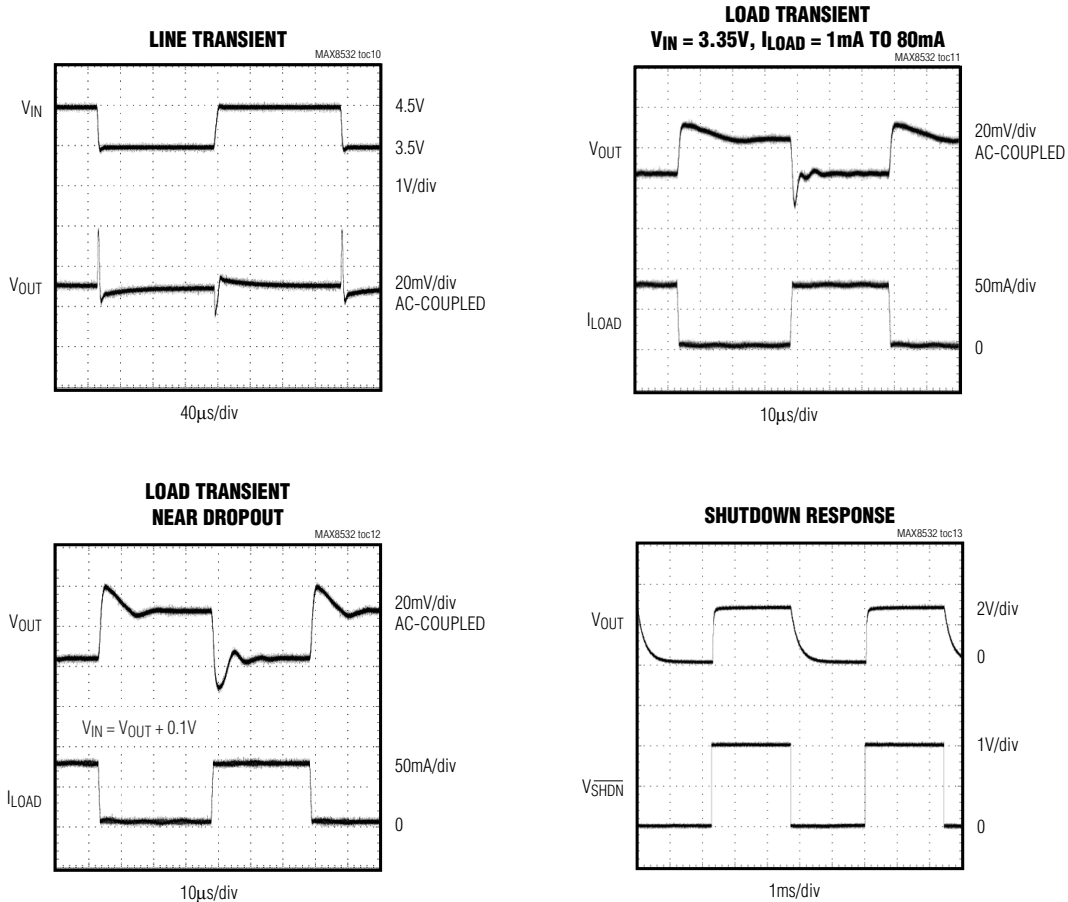 LINE TRANSIENT
MAX8532 toc10
VIN
4.5V
3.5V
1V/div
VOUT
20mV/div
AC-COUPLED
40µs/div
LOAD TRANSIENT
VIN = 3.35V, ILOAD = 1mA TO 80mA
MAX8532 toc11
VOUT
20mV/div
AC-COUPLED
ILOAD
50mA/div
0
10µs/div
LOAD TRANSIENT
NEAR DROPOUT
MAX8532 toc12
VOUT
20mV/div
AC-COUPLED
VIN = VOUT + 0.1V
ILOAD
50mA/div
0
10µs/div
SHUTDOWN RESPONSE
MAX8532 toc13
VOUT
2V/div
0
VSHDN
1V/div
0
1ms/div